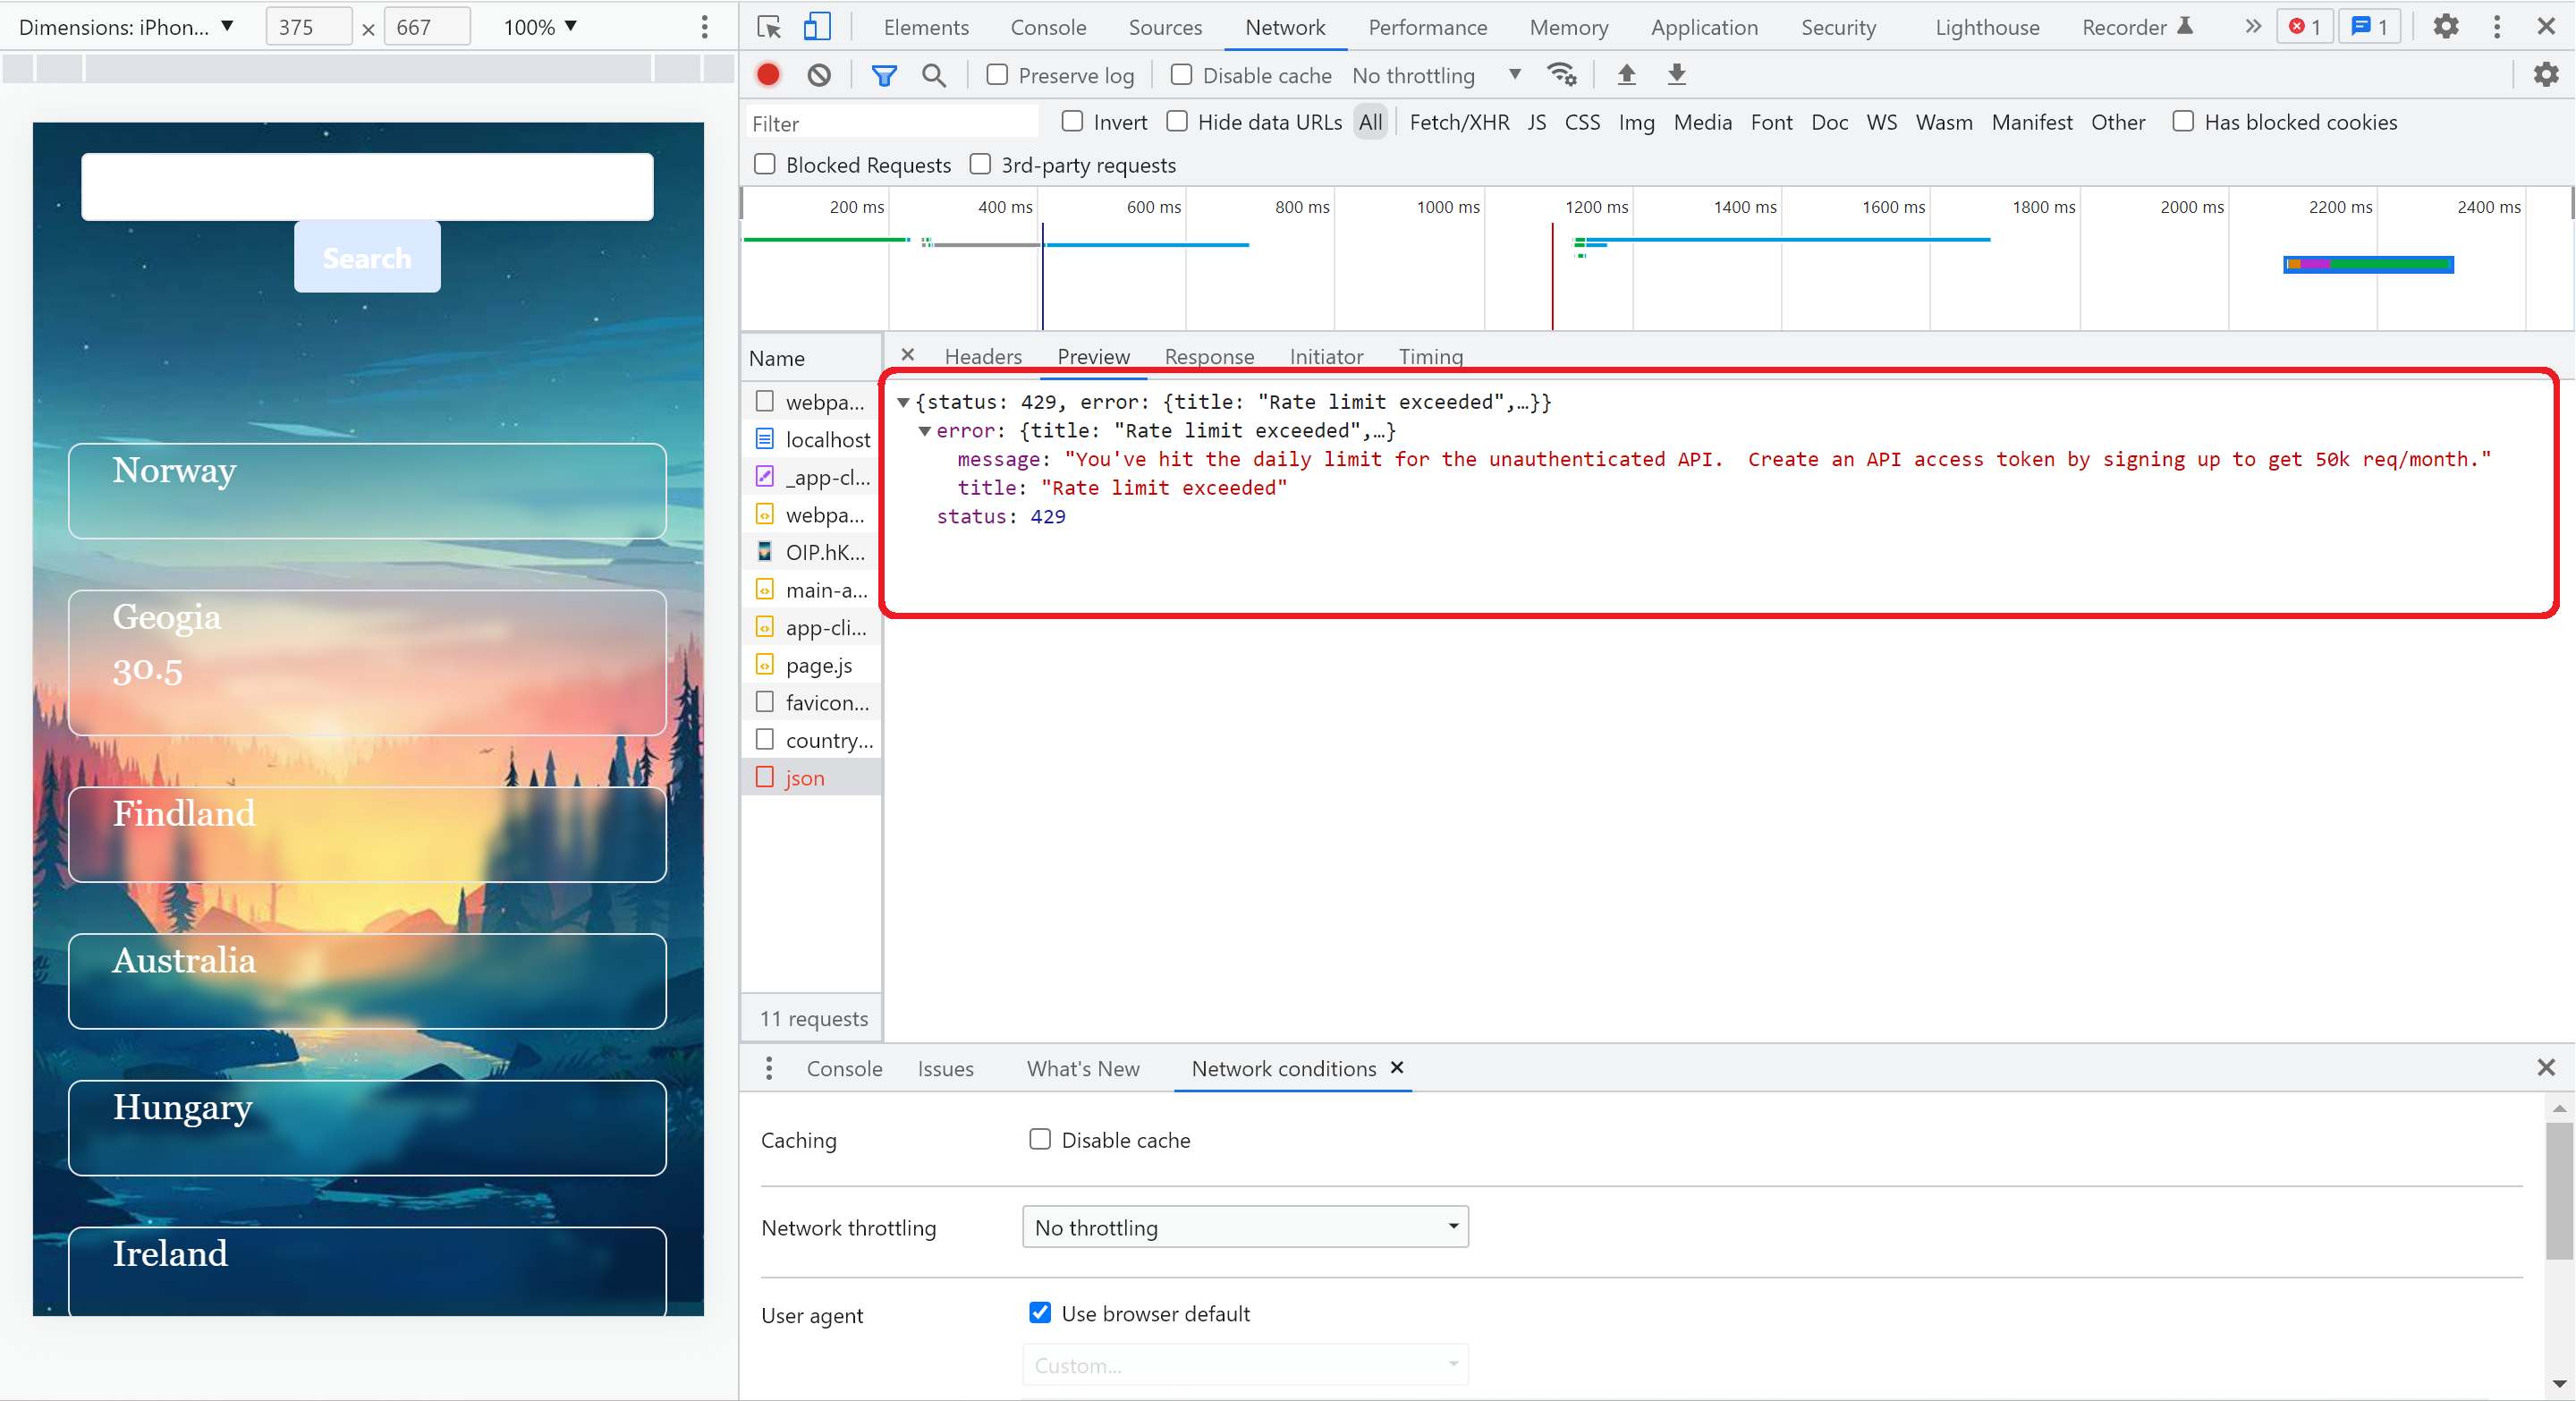 Dimensions: iPhon... ▼ 375 × 667 100% ▼
Search
Norway
Geogia
30.5
Findland
Australia
Hungary
Ireland
Elements Console Sources Network Performance Memory Application Security Lighthouse Recorder » 1 1
Preserve log Disable cache No throttling ▼
Filter Invert Hide data URLs All Fetch/XHR JS CSS Img Media Font Doc WS Wasm Manifest Other Has blocked cookies
Blocked Requests 3rd-party requests
200 ms 400 ms 600 ms 800 ms 1000 ms 1200 ms 1400 ms 1600 ms 1800 ms 2000 ms 2200 ms 2400 ms
Name
webpa...
localhost
_app-cl...
webpa...
OIP.hK...
main-a...
app-cli...
page.js
favicon...
country...
json
11 requests
× Headers Preview Response Initiator Timing
▼{status: 429, error: {title: "Rate limit exceeded",…}}
▼error: {title: "Rate limit exceeded",…}
message: "You've hit the daily limit for the unauthenticated API.  Create an API access token by signing up to get 50k req/month."
title: "Rate limit exceeded"
status: 429
Console Issues What's New Network conditions ×
Caching Disable cache
Network throttling No throttling
User agent Use browser default
Custom...